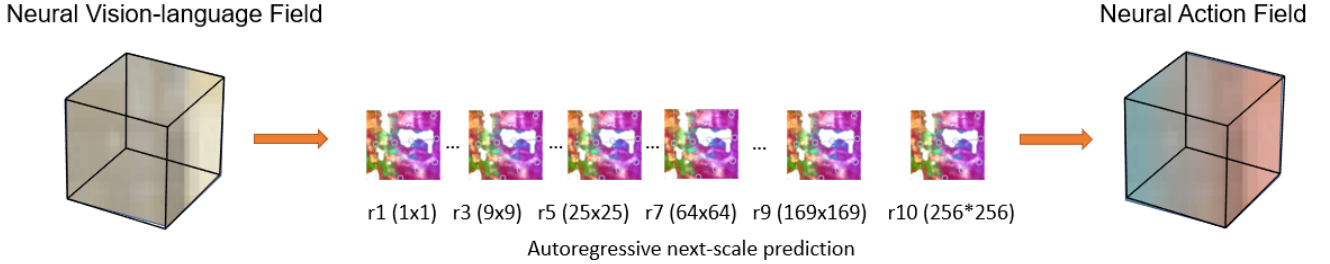 Neural Vision-language Field
Neural Action Field
... ... ... ...
r1 (1x1) r3 (9x9) r5 (25x25) r7 (64x64) r9 (169x169) r10 (256*256)
Autoregressive next-scale prediction